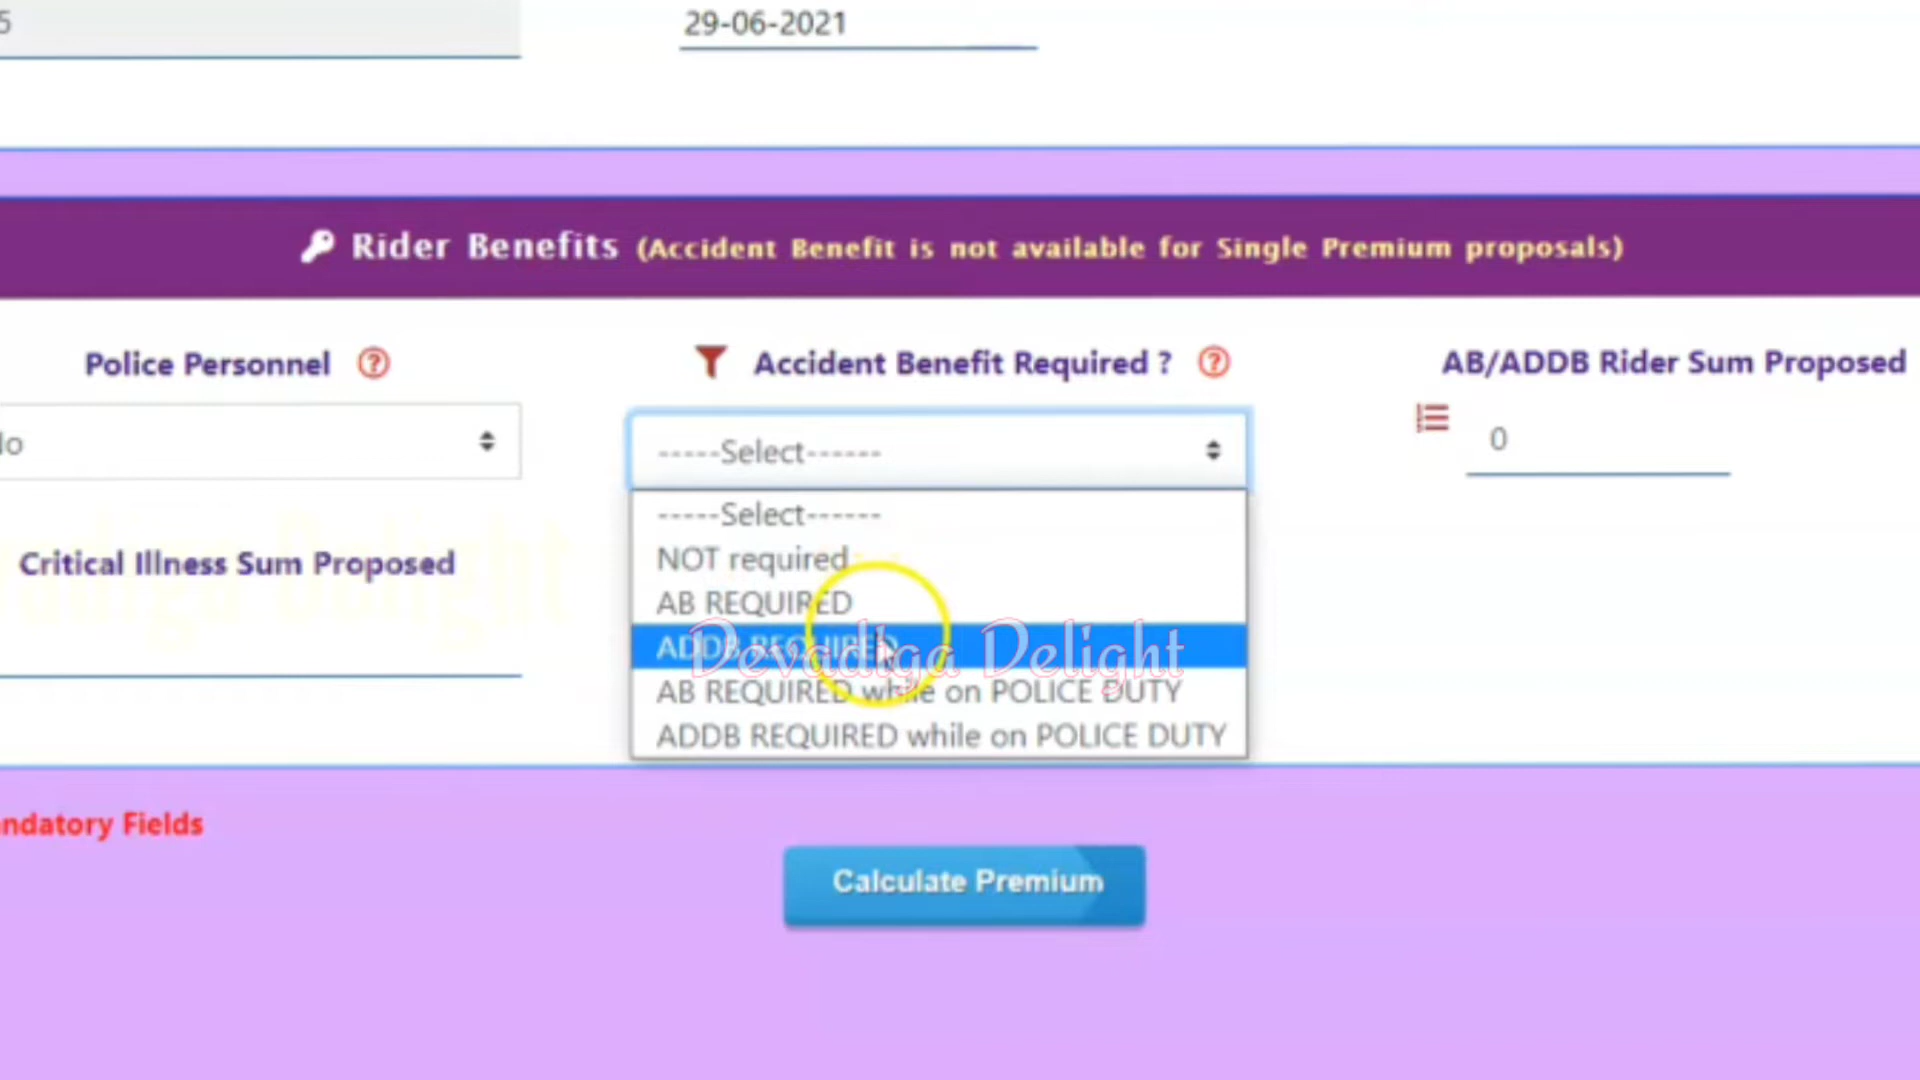 5
29-06-2021
Rider Benefits (Accident Benefit is not available for Single Premium proposals)
Police Personnel
Accident Benefit Required ?
AB/ADDB Rider Sum Proposed
lo
-----Select------
0
-----Select------
NOT required
Critical Illness Sum Proposed
AB REQUIRED
ADDB REQUIRED
Devadiga Delight
AB REQUIRED while on POLICE DUTY
ADDB REQUIRED while on POLICE DUTY
ndatory Fields
Calculate Premium